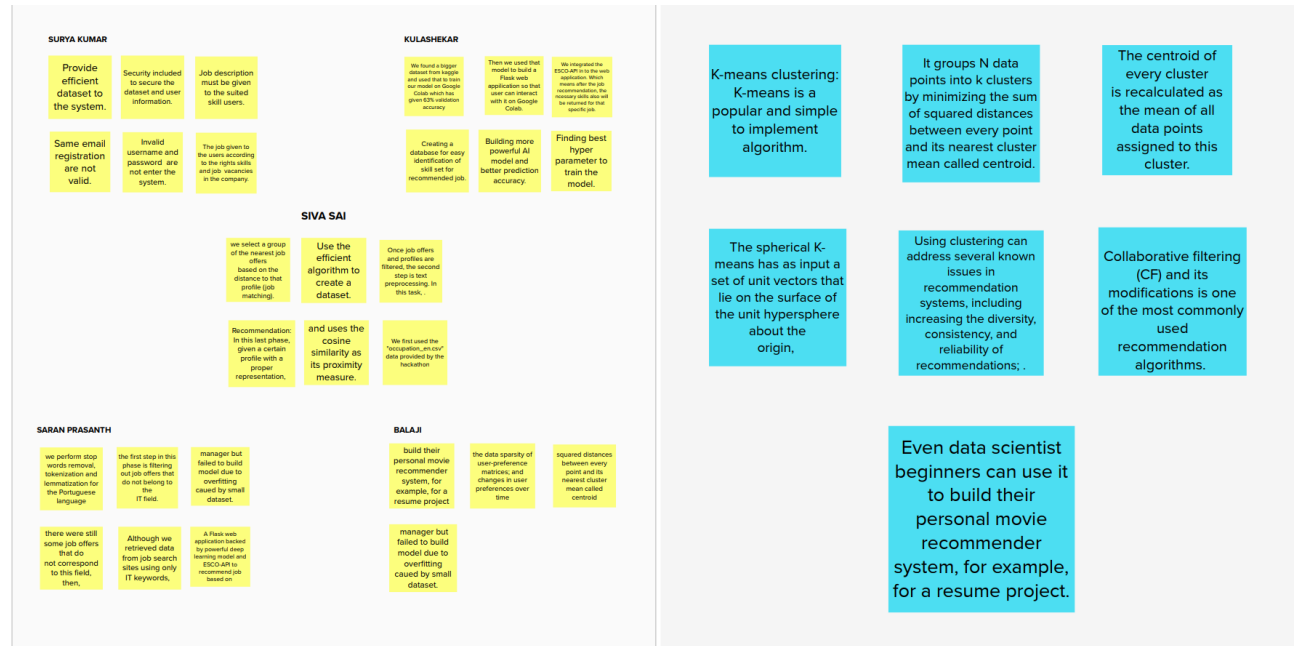 SURYA KUMAR
Provide
efficient
dataset to
the system.
Security included
to secure the
dataset and user
information.
Job description
must be given
to the suited
skill users.
Same email
registration
are not
valid.
Invalid
username and
password are
not enter the
system.
The job given to
the users according
to the rights skills
and job vacancies
in the company.
KULASHEKAR
We found a bigger
dataset from kaggle
and used that to train
our model on Google
Colab which has
given 63% validation
accuracy
Then we used that
model to build a
Flask web
application so that
user can interact
with it on Google
Colab.
We integrated the
ESCO-API in to the web
application. Which
means after the job
recommendation, the
necessary skills also will
be returned for that
specific job.
Creating a
database for easy
identification of
skill set for
recommended job.
Building more
powerful AI
model and
better prediction
accuracy.
Finding best
hyper
parameter to
train the
model.
SIVA SAI
we select a group
of the nearest job
offers
based on the
distance to that
profile (job
matching).
Use the
efficient
algorithm to
create a
dataset.
Once job offers
and profiles are
filtered, the second
step is text
preprocessing. In
this task, .
Recommendation:
In this last phase,
given a certain
profile with a
proper
representation,
and uses the
cosine
similarity as
its proximity
measure.
We first used the
"occupation_en.csv"
data provided by the
hackathon
SARAN PRASANTH
we perform stop
words removal,
tokenization and
lemmatization for
the Portuguese
language
the first step in this
phase is filtering
out job offers that
do not belong to
the
IT field.
manager but
failed to build
model due to
overfitting
caued by small
dataset.
there were still
some job offers
that do
not correspond
to this field,
then,
Although we
retrieved data
from job search
sites using only
IT keywords,
A Flask web
application backed
by powerful deep
learning model and
ESCO-API to
recommend job
based on
BALAJI
build their
personal movie
recommender
system, for
example, for a
resume project
the data sparsity of
user-preference
matrices; and
changes in user
preferences over
time
squared distances
between every
point and its
nearest cluster
mean called
centroid
manager but
failed to build
model due to
overfitting
caued by small
dataset.
K-means clustering:
K-means is a
popular and simple
to implement
algorithm.
It groups N data
points into k clusters
by minimizing the sum
of squared distances
between every point
and its nearest cluster
mean called centroid.
The centroid of
every cluster
is recalculated as
the mean of all
data points
assigned to this
cluster.
The spherical K-
means has as input a
set of unit vectors that
lie on the surface of
the unit hypersphere
about the
origin,
Using clustering can
address several known
issues in
recommendation
systems, including
increasing the diversity,
consistency, and
reliability of
recommendations; .
Collaborative filtering
(CF) and its
modifications is one
of the most commonly
used
recommendation
algorithms.
Even data scientist
beginners can use it
to build their
personal movie
recommender
system, for example,
for a resume project.